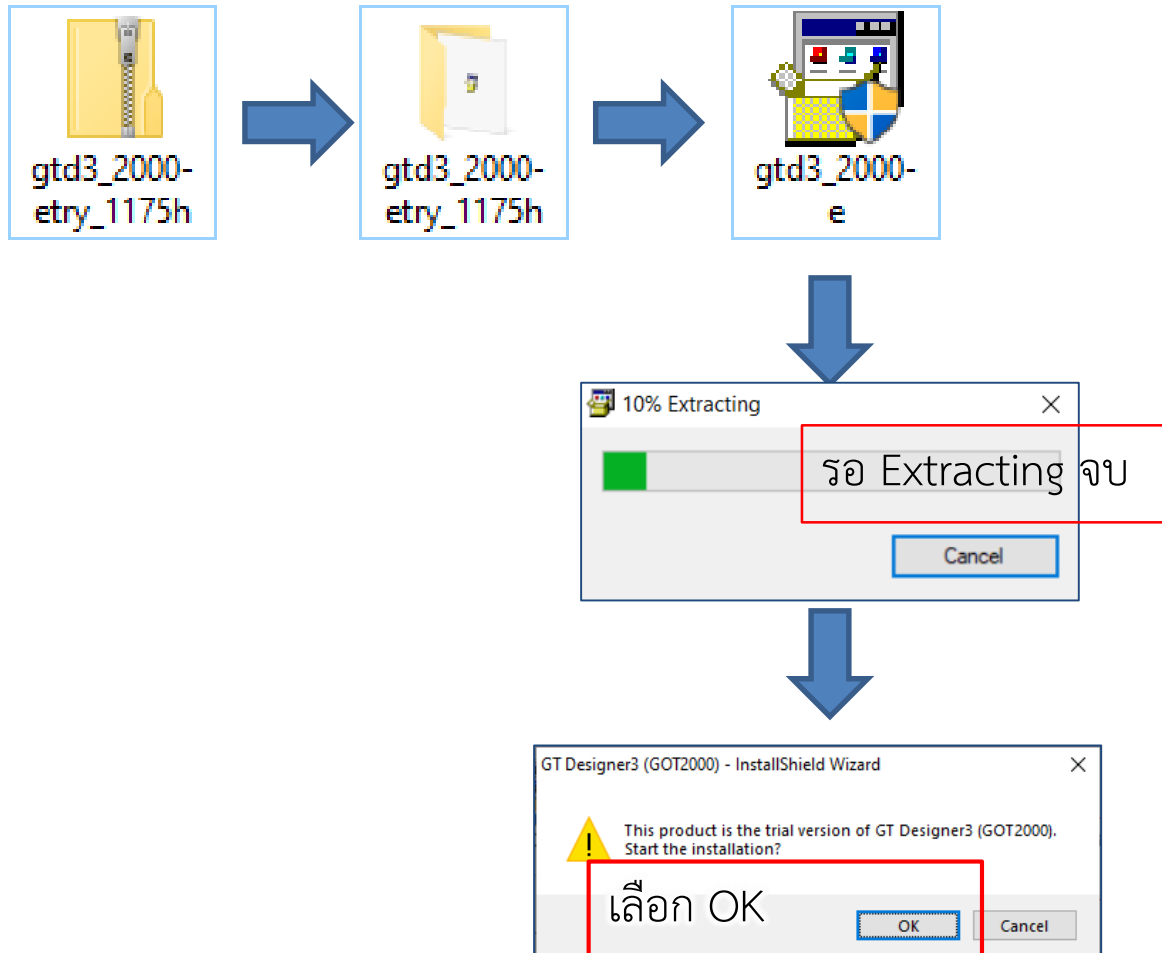 gtd3_2000-
etry_1175h
gtd3_2000-
etry_1175h
gtd3_2000-
e
10% Extracting
รอ Extracting จบ
Cancel
GT Designer3 (GOT2000) - InstallShield Wizard
This product is the trial version of GT Designer3 (GOT2000).
Start the installation?
เลือก OK
OK
Cancel